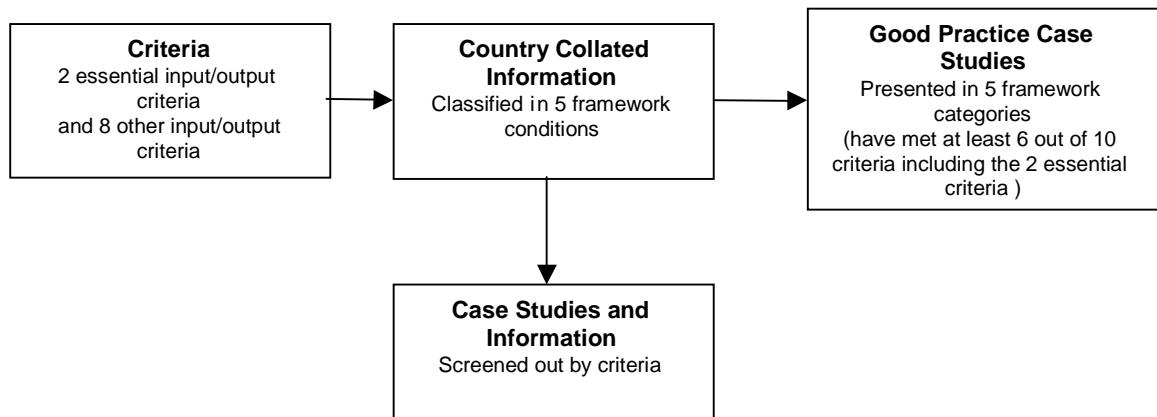 Criteria
2 essential input/output
criteria
and 8 other input/output
criteria
Country Collated
Information
Classified in 5 framework
conditions
Good Practice Case
Studies
Presented in 5 framework
categories
(have met at least 6 out of 10
criteria including the 2 essential
criteria )
Case Studies and
Information
Screened out by criteria